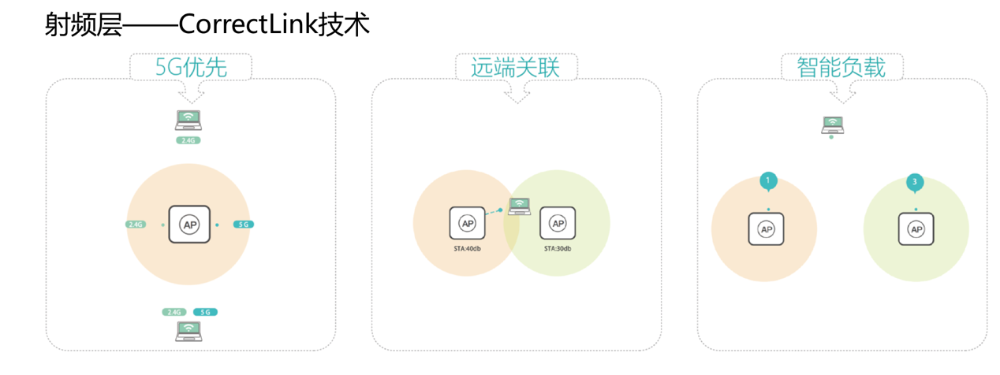 射频层——CorrectLink技术
5G优先
2.4G
2.4G
AP
5G
2.4G
5G
远端关联
AP
AP
STA:40db
STA:30db
智能负载
1
3
AP
AP